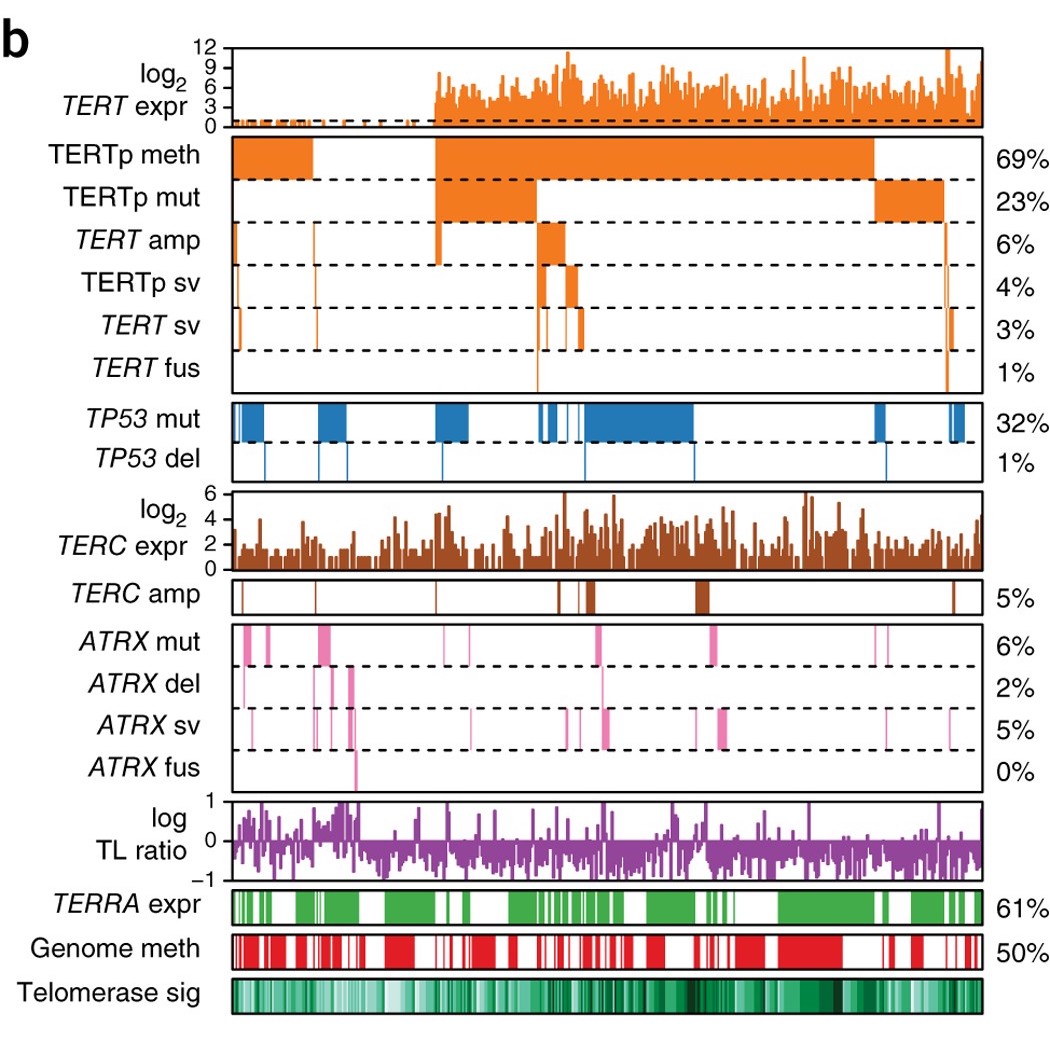 b
12
9
6
3
0
log2
TERT expr
TERTp meth 69%
TERTp mut 23%
TERT amp 6%
TERTp sv 4%
TERT sv 3%
TERT fus 1%
TP53 mut 32%
TP53 del 1%
6
4
2
0
log2
TERC expr
TERC amp 5%
ATRX mut 6%
ATRX del 2%
ATRX sv 5%
ATRX fus 0%
1
0
−1
log
TL ratio
TERRA expr 61%
Genome meth 50%
Telomerase sig